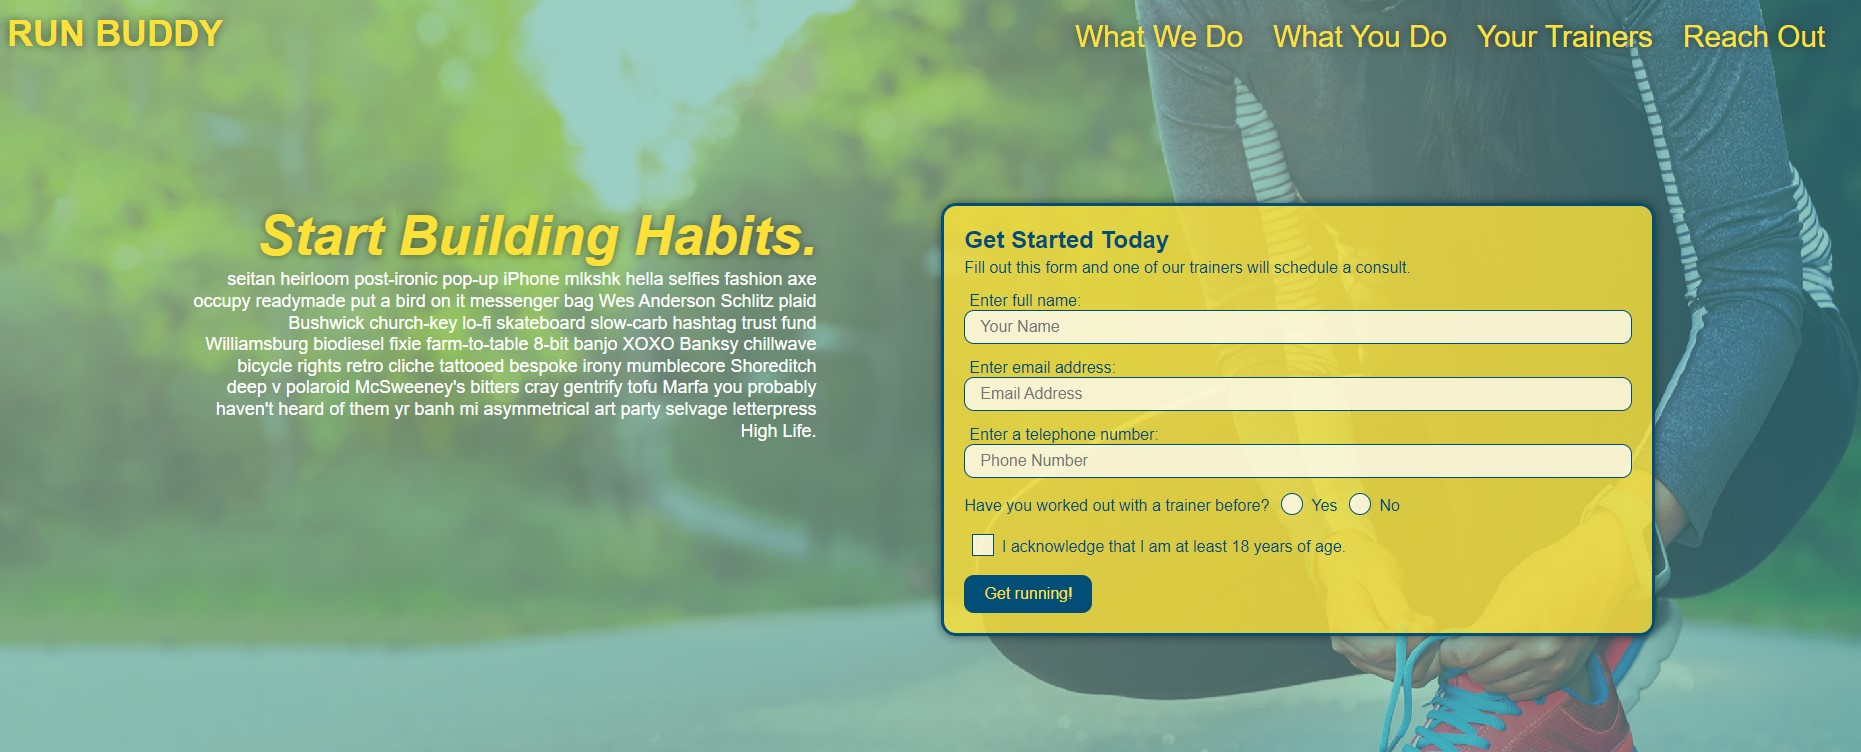 RUN BUDDY
What We Do What You Do Your Trainers Reach Out
Start Building Habits.
seitan heirloom post-ironic pop-up iPhone mlkshk hella selfies fashion axe
occupy readymade put a bird on it messenger bag Wes Anderson Schlitz plaid
Bushwick church-key lo-fi skateboard slow-carb hashtag trust fund
Williamsburg biodiesel fixie farm-to-table 8-bit banjo XOXO Banksy chillwave
bicycle rights retro cliche tattooed bespoke irony mumblecore Shoreditch
deep v polaroid McSweeney's bitters cray gentrify tofu Marfa you probably
haven't heard of them yr banh mi asymmetrical art party selvage letterpress
High Life.
Get Started Today
Fill out this form and one of our trainers will schedule a consult.
Enter full name:
Your Name
Enter email address:
Email Address
Enter a telephone number:
Phone Number
Have you worked out with a trainer before? Yes No
I acknowledge that I am at least 18 years of age.
Get running!